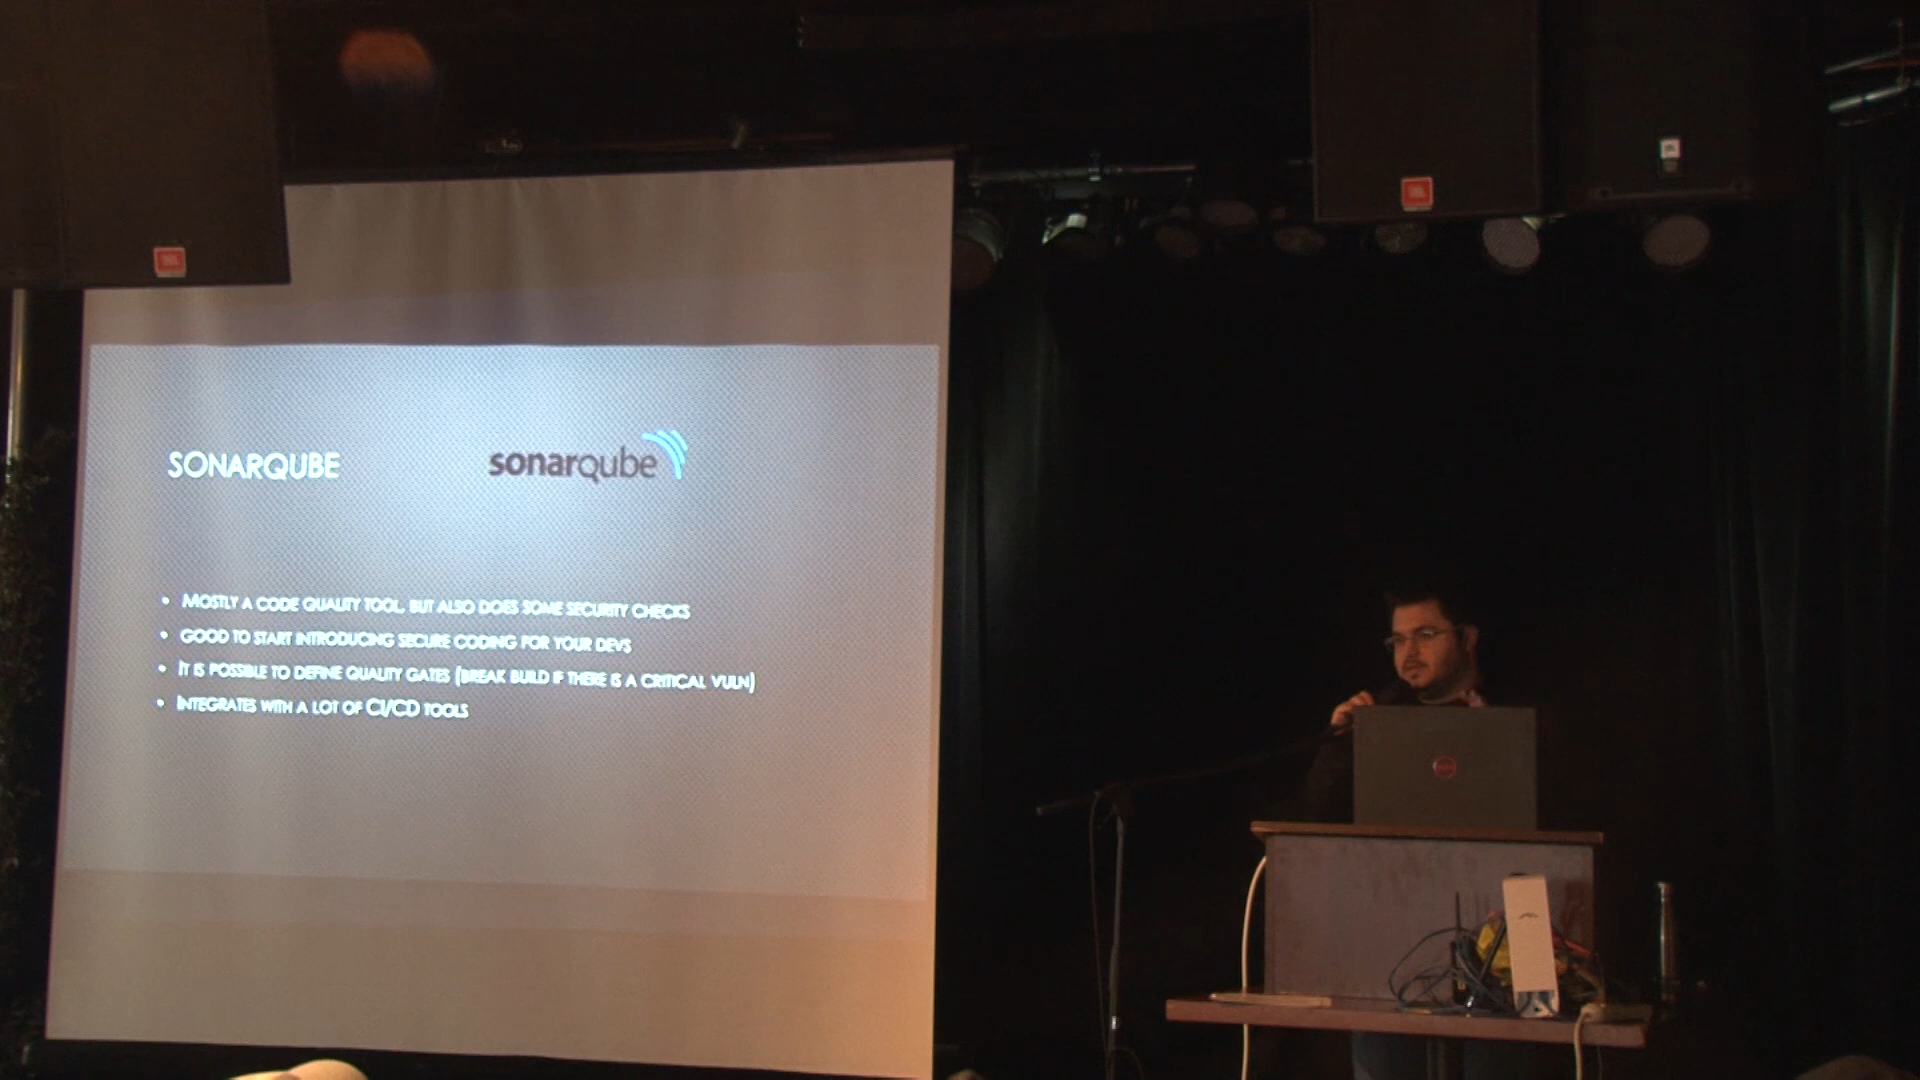 SONARQUBE
sonarqube
• MOSTLY A CODE QUALITY TOOL, BUT ALSO DOES SOME SECURITY CHECKS
• GOOD TO START INTRODUCING SECURE CODING FOR YOUR DEVS
• IT IS POSSIBLE TO DEFINE QUALITY GATES (BREAK BUILD IF THERE IS A CRITICAL VULN)
• INTEGRATES WITH A LOT OF CI/CD TOOLS